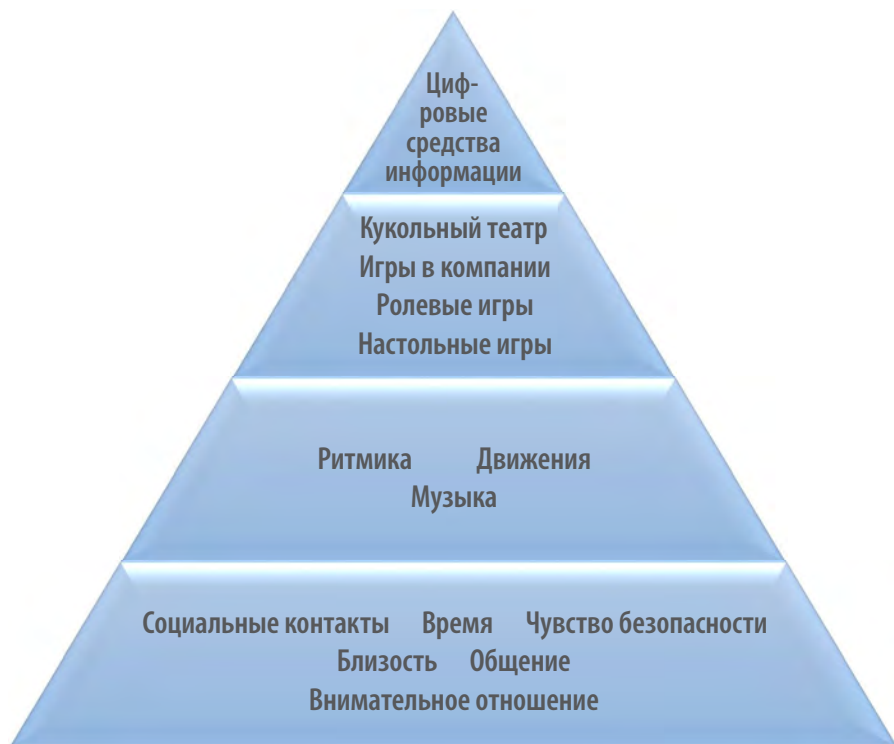 Циф-
ровые
средства
информации
Кукольный театр
Игры в компании
Ролевые игры
Настольные игры
Ритмика Движения
Музыка
Социальные контакты Время Чувство безопасности
Близость Общение
Внимательное отношение